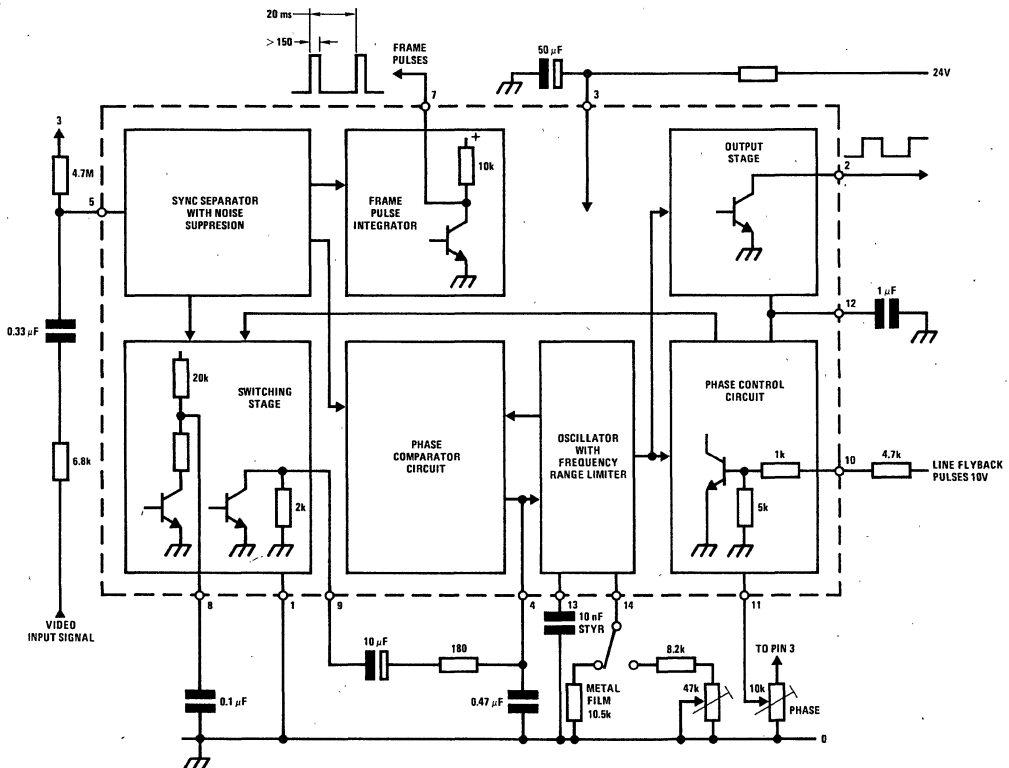 20 ms
> 150
FRAME
PULSES
50 µF
24V
7
3
3
4.7M
5
SYNC SEPARATOR
WITH NOISE
SUPPRESION
FRAME
PULSE
INTEGRATOR
+
10k
OUTPUT
STAGE
2
12
1 µF
0.33 µF
20k
SWITCHING
STAGE
2k
PHASE
COMPARATOR
CIRCUIT
OSCILLATOR
WITH
FREQUENCY
RANGE LIMITER
PHASE CONTROL
CIRCUIT
1k
5k
10
4.7k
LINE FLYBACK
PULSES 10V
6.8k
VIDEO
INPUT SIGNAL
8
1
9
4
13
14
11
10 nF
STYR
10 µF
180
0.1 µF
0.47 µF
METAL
FILM
10.5k
8.2k
47k
TO PIN 3
10k
PHASE
0